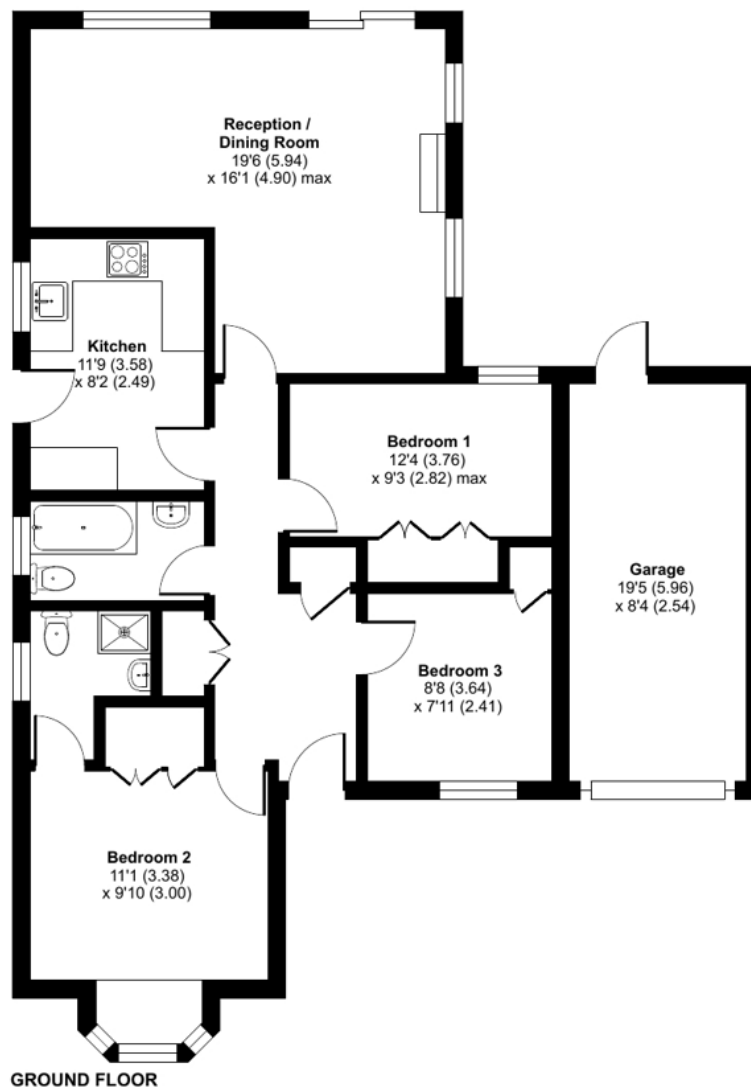 Reception /
Dining Room
19'6 (5.94)
x 16'1 (4.90) max
Kitchen
11'9 (3.58)
x 8'2 (2.49)
Bedroom 1
12'4 (3.76)
x 9'3 (2.82) max
Garage
19'5 (5.96)
x 8'4 (2.54)
Bedroom 3
8'8 (3.64)
x 7'11 (2.41)
Bedroom 2
11'1 (3.38)
x 9'10 (3.00)
GROUND FLOOR